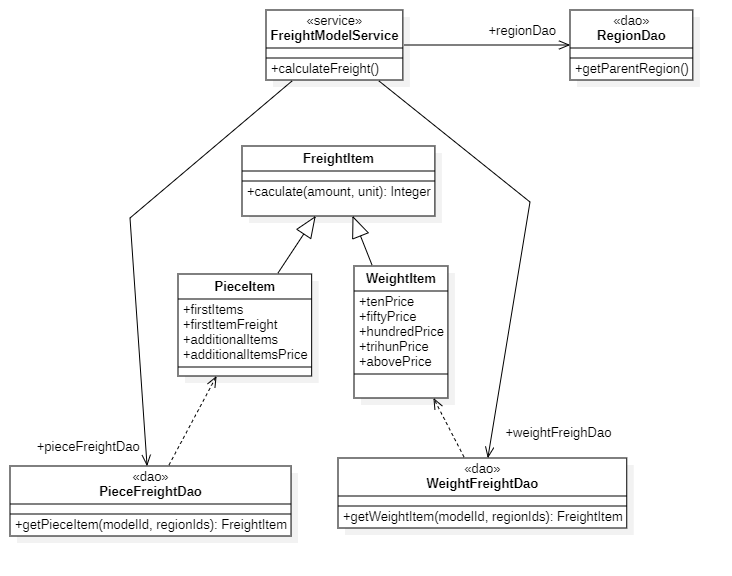 «service»
FreightModelService
+calculateFreight()
+regionDao
«dao»
RegionDao
+getParentRegion()
FreightItem
+caculate(amount, unit): Integer
PieceItem
+firstItems
+firstItemFreight
+additionalItems
+additionalItemsPrice
WeightItem
+tenPrice
+fiftyPrice
+hundredPrice
+trihunPrice
+abovePrice
+pieceFreightDao
+weightFreighDao
«dao»
PieceFreightDao
+getPieceItem(modelId, regionIds): FreightItem
«dao»
WeightFreightDao
+getWeightItem(modelId, regionIds): FreightItem